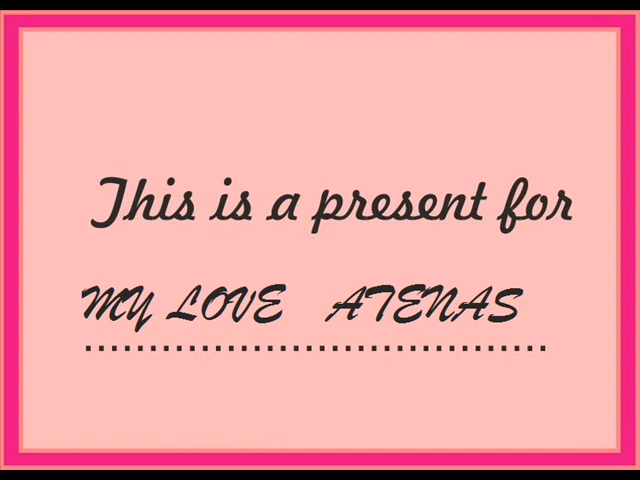 This is a present for
MY LOVE ATENAS
....................................